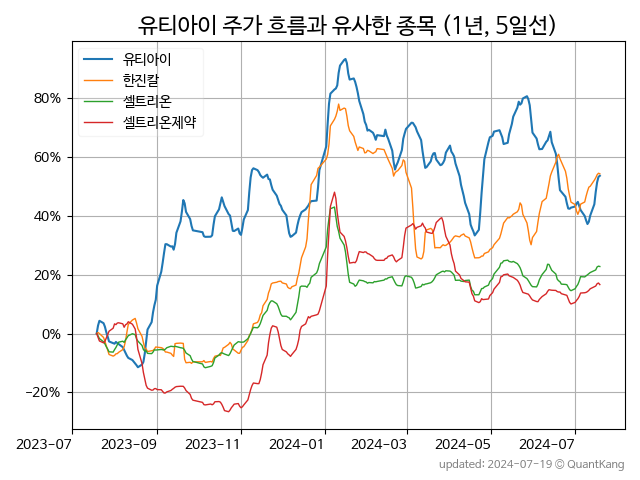 유티아이 주가 흐름과 유사한 종목 (1년, 5일선)
유티아이
한진칼
셀트리온
셀트리온제약
80%
60%
40%
20%
0%
−20%
2023-07 2023-09 2023-11 2024-01 2024-03 2024-05 2024-07
updated: 2024-07-19 © QuantKang